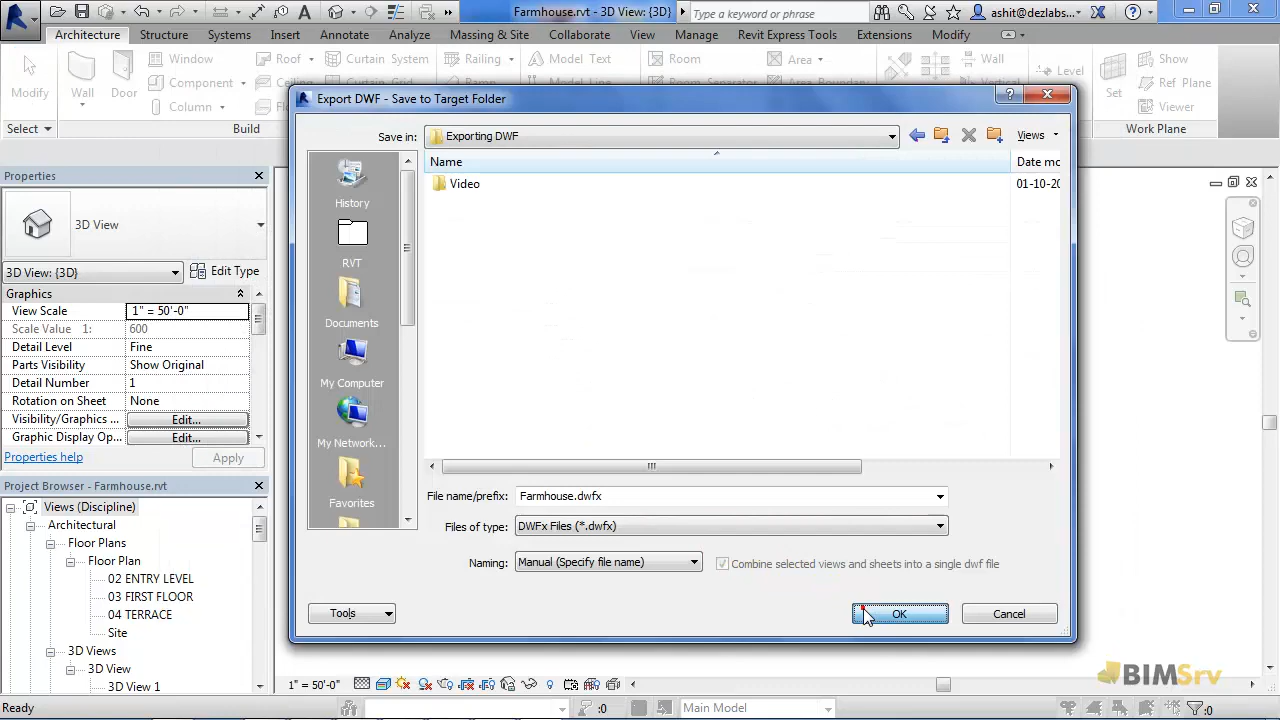 Farmhouse.rvt - 3D View: {3D}
Type a keyword or phrase
ashit@dezlabs...
Architecture
Structure
Systems
Insert
Annotate
Analyze
Massing & Site
Collaborate
View
Manage
Revit Express Tools
Extensions
Modify
Modify
Wall
Door
Window
Component
Column
Roof
Ceiling
Curtain System
Curtain Grid
Railing
Ramp
Model Text
Room
Room Separator
Area
Area Boundary
Wall
Level
Set
Show
Ref Plane
Viewer
Select
Build
Work Plane
Export DWF - Save to Target Folder
Save in:
Exporting DWF
Views
Name
Date mo
Video
01-10-20
History
RVT
Documents
My Computer
My Network...
Favorites
File name/prefix:
Farmhouse.dwfx
Files of type:
DWFx Files (*.dwfx)
Naming:
Manual (Specify file name)
Combine selected views and sheets into a single dwf file
Tools
OK
Cancel
Properties
3D View
3D View: {3D}
Edit Type
Graphics
View Scale
1" = 50'-0"
Scale Value 1:
600
Detail Level
Fine
Parts Visibility
Show Original
Detail Number
1
Rotation on Sheet
None
Visibility/Graphics ...
Edit...
Graphic Display Op...
Edit...
Properties help
Apply
Project Browser - Farmhouse.rvt
Views (Discipline)
Architectural
Floor Plans
Floor Plan
02 ENTRY LEVEL
03 FIRST FLOOR
04 TERRACE
Site
3D Views
3D View
3D View 1
1" = 50'-0"
BIMSrv
Ready
:0
Main Model
:0